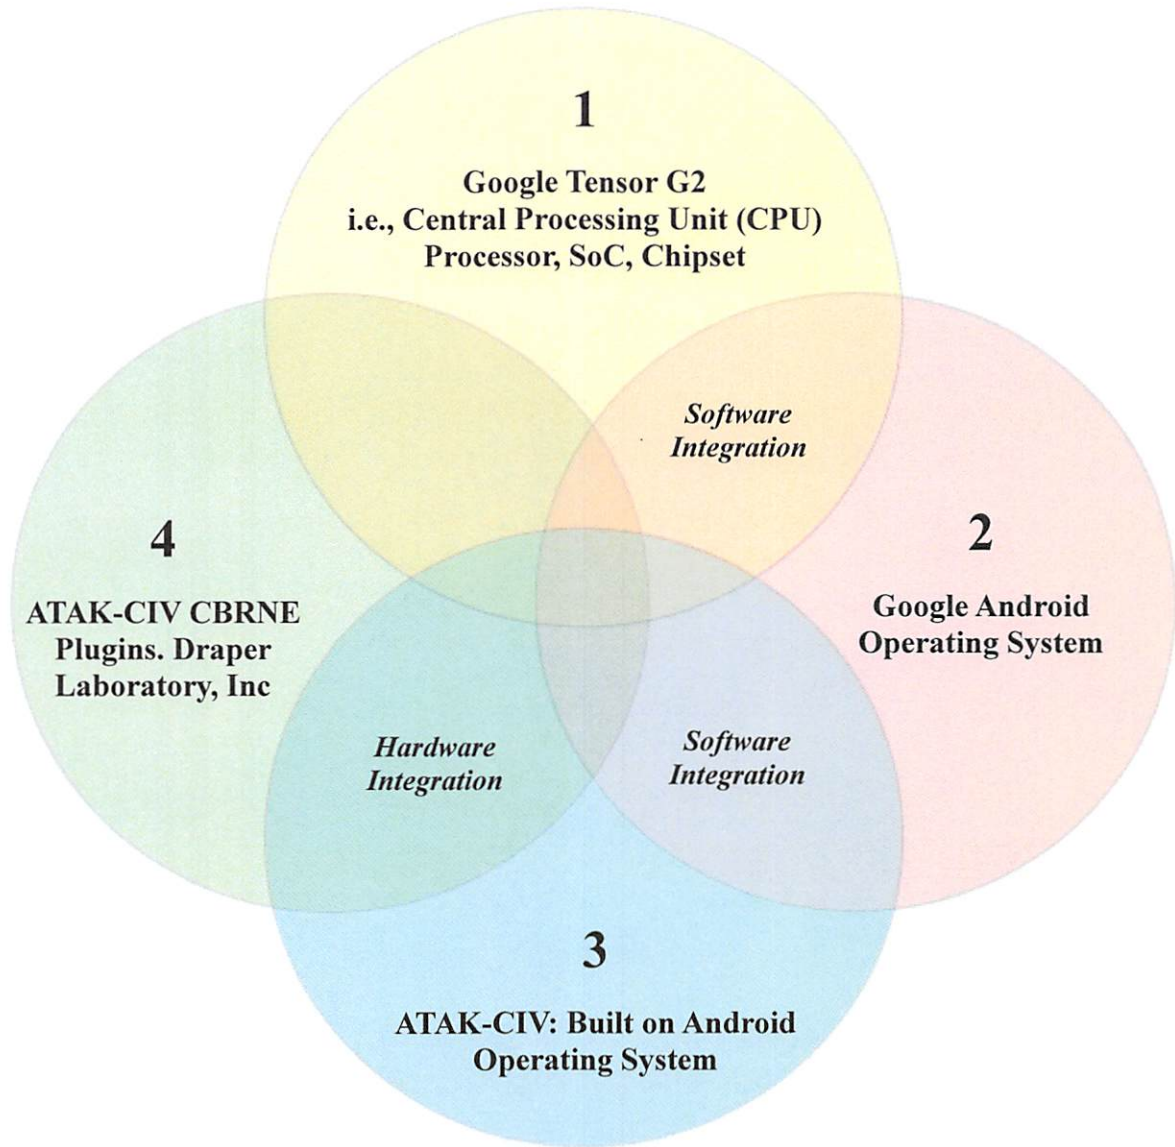 1
Google Tensor G2
i.e., Central Processing Unit (CPU)
Processor, SoC, Chipset
Software
Integration
4
ATAK-CIV CBRNE
Plugins. Draper
Laboratory, Inc
2
Google Android
Operating System
Hardware
Integration
Software
Integration
3
ATAK-CIV: Built on Android
Operating System